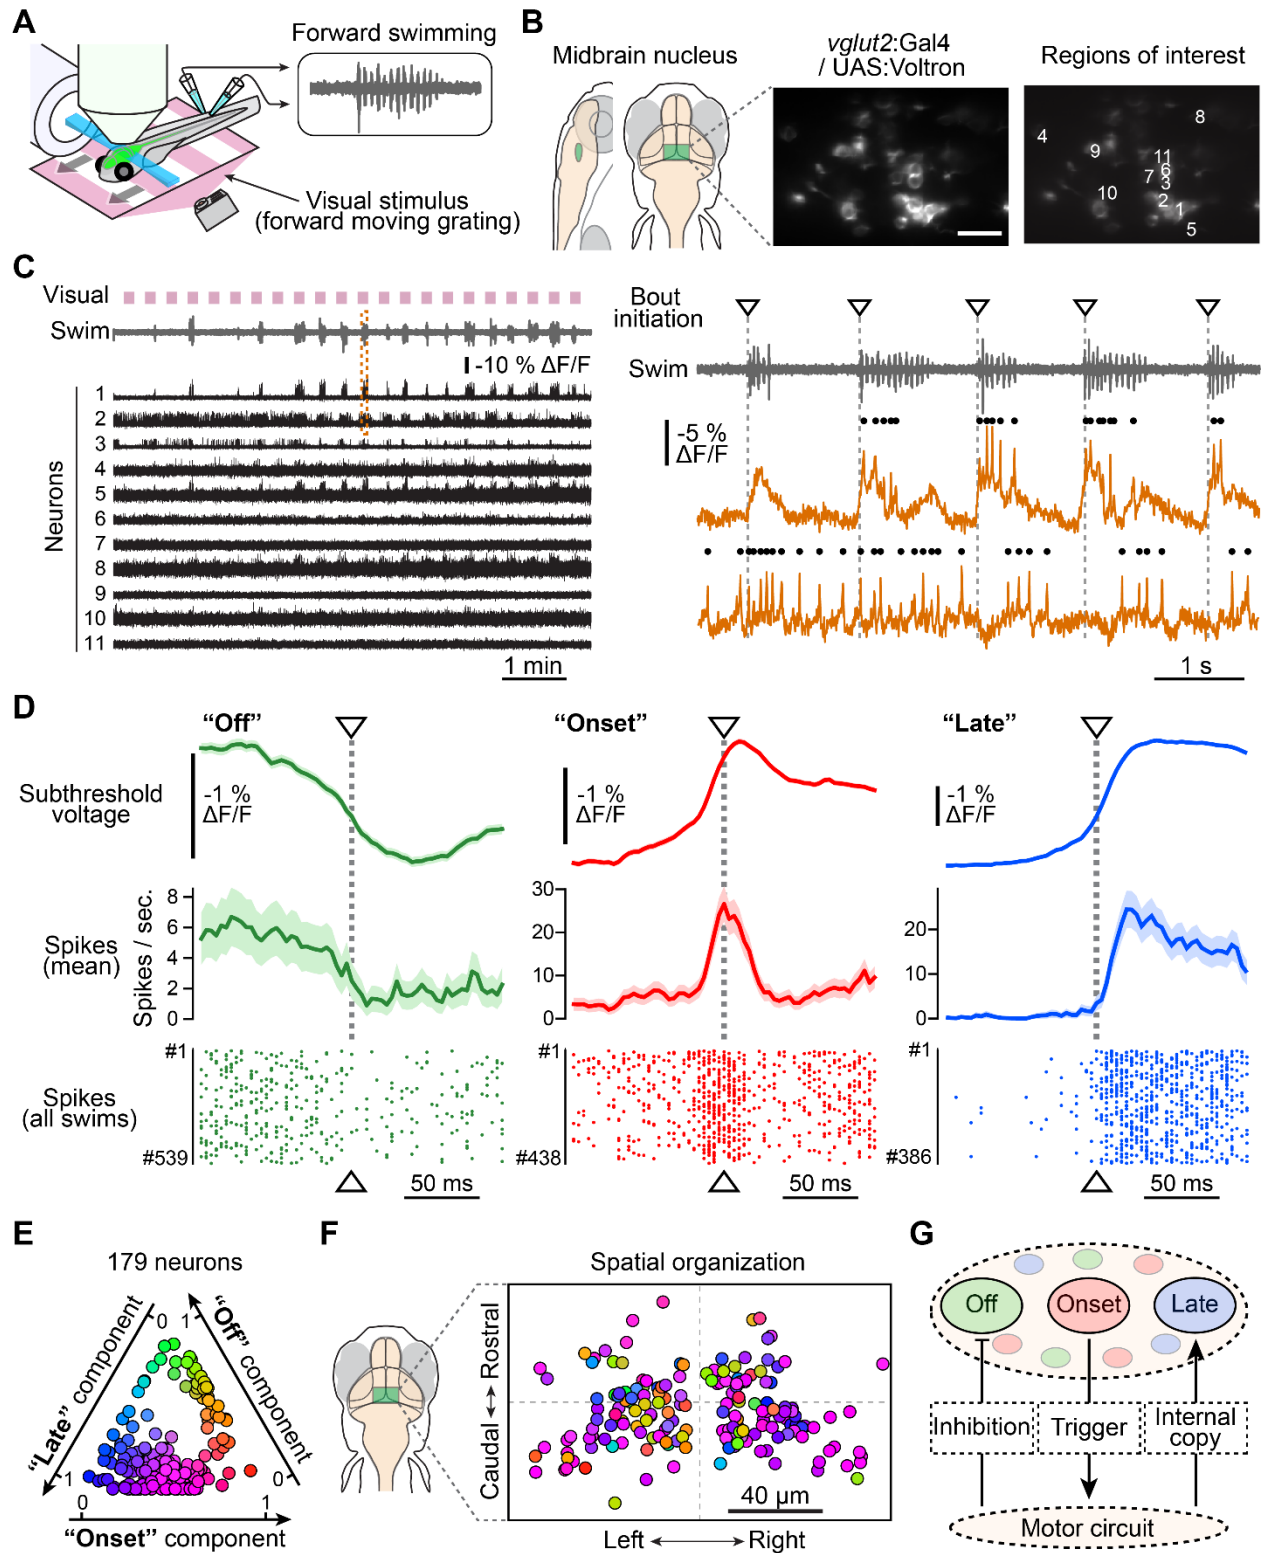 A
Forward swimming
Visual stimulus
(forward moving grating)
B
Midbrain nucleus
vglut2:Gal4
/ UAS:Voltron
Regions of interest
8
4
9
11
6
7
3
10
2
1
5
C
Visual
Swim
-10 % ΔF/F
Neurons
1
2
3
4
5
6
7
8
9
10
11
1 min
Bout
initiation
Swim
-5 %
ΔF/F
1 s
D
"Off"
"Onset"
"Late"
Subthreshold
voltage
-1 %
ΔF/F
-1 %
ΔF/F
-1 %
ΔF/F
Spikes
(mean)
Spikes / sec.
8
6
4
2
0
30
20
10
0
20
10
0
Spikes
(all swims)
#1
#539
#1
#438
#1
#386
50 ms
50 ms
50 ms
E
179 neurons
"Late" component
0
1
"Off" component
1
0
0
1
"Onset" component
F
Spatial organization
Caudal
Rostral
40 µm
Left
Right
G
Off
Onset
Late
Inhibition
Trigger
Internal
copy
Motor circuit